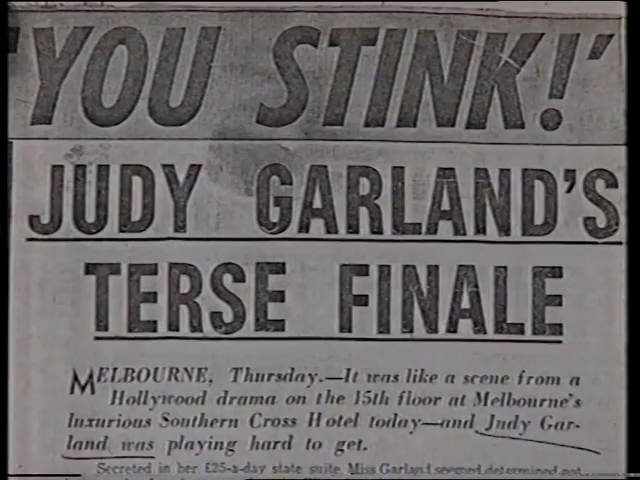 'YOU STINK!'
JUDY GARLAND'S
TERSE FINALE
MELBOURNE, Thursday.—It was like a scene from a
Hollywood drama on the 15th floor at Melbourne's
luxurious Southern Cross Hotel today—and Judy Gar-
land was playing hard to get.
Secreted in her £25-a-day state suite, Miss Garland seemed determined not